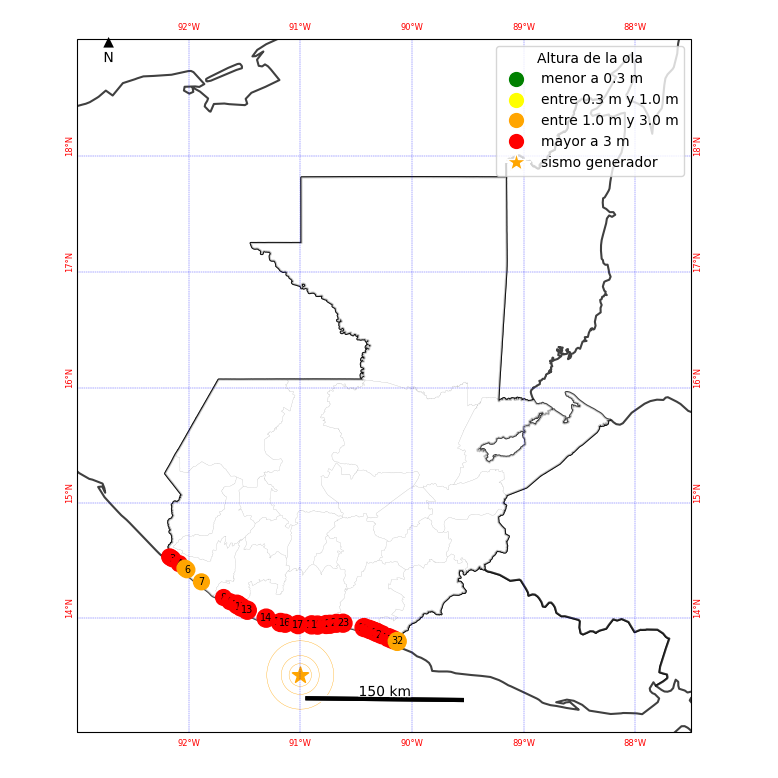 92°W 91°W 90°W 89°W 88°W
N
Altura de la ola
menor a 0.3 m
entre 0.3 m y 1.0 m
entre 1.0 m y 3.0 m
mayor a 3 m
sismo generador
18°N 18°N
17°N 17°N
16°N 16°N
15°N 15°N
14°N 14°N
6
7
13
14
16
17
23
32
150 km
92°W 91°W 90°W 89°W 88°W